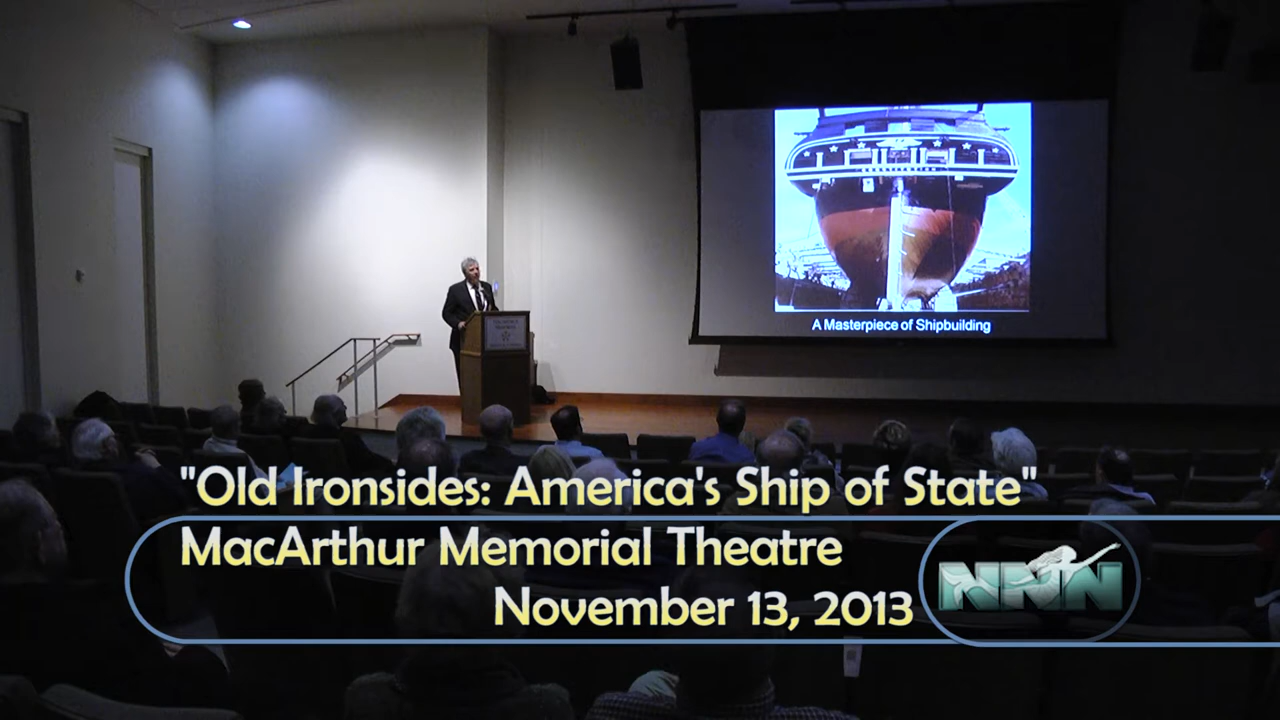 A Masterpiece of Shipbuilding
"Old Ironsides: America's Ship of State"
MacArthur Memorial Theatre
November 13, 2013
NNN